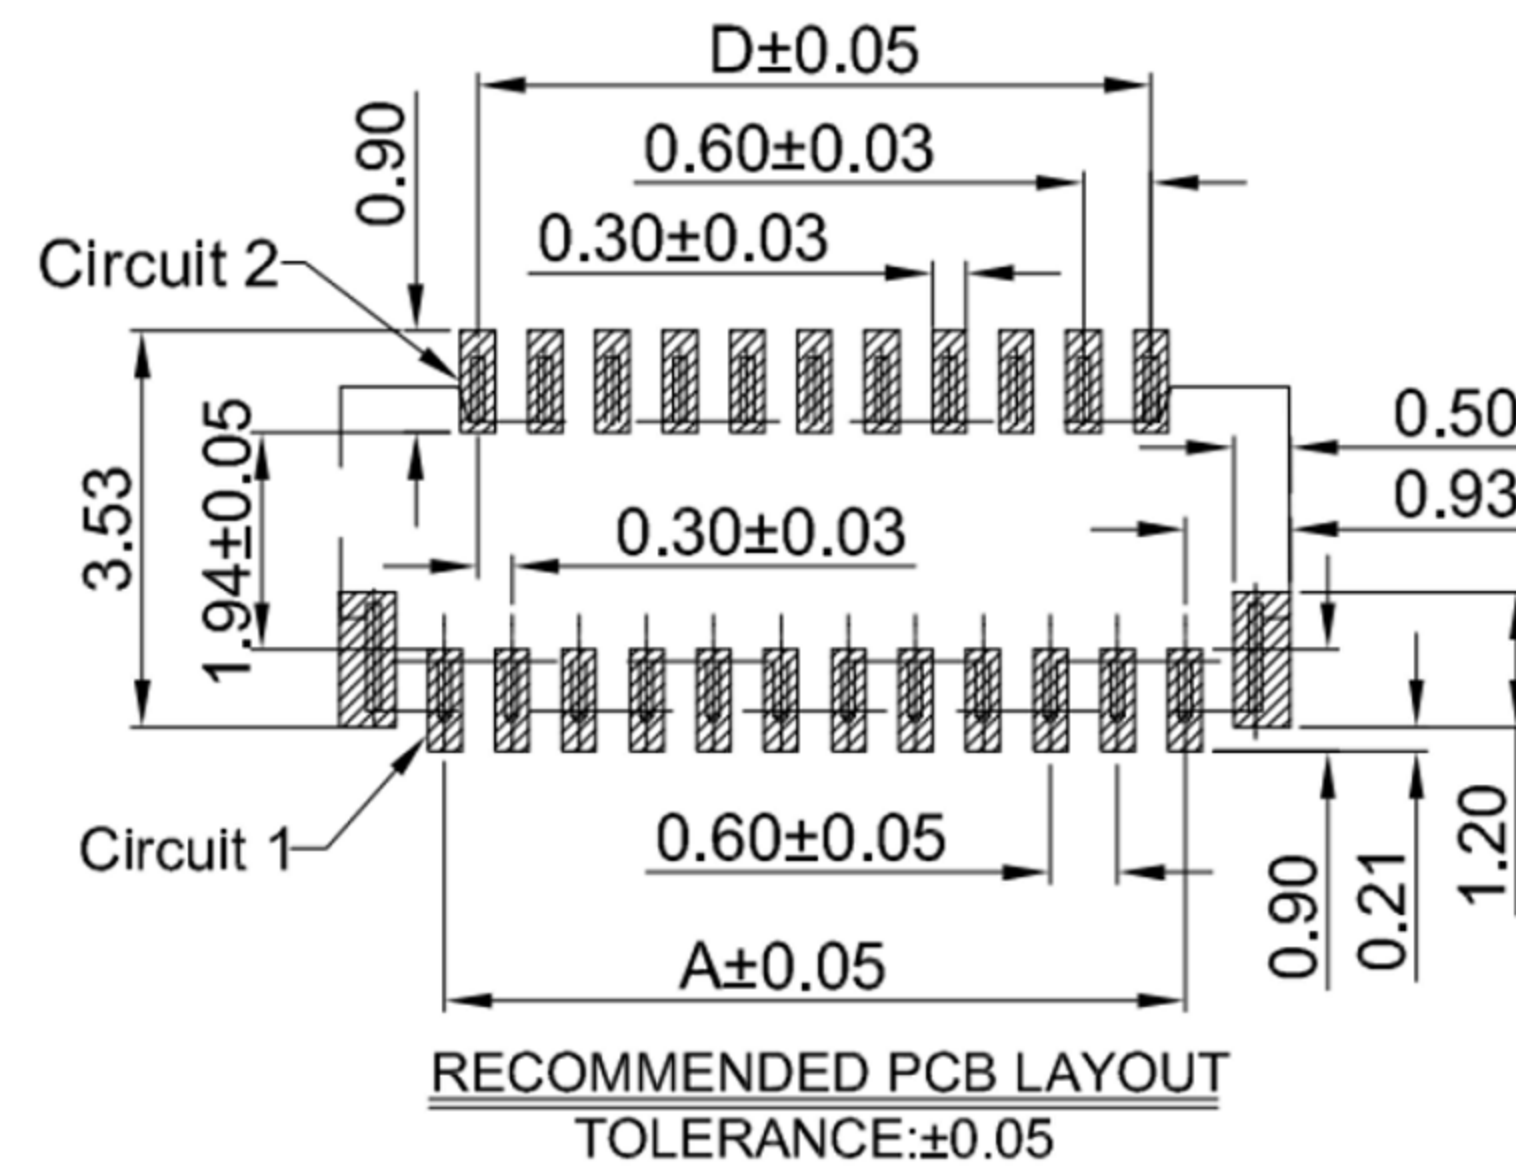 D±0.05
0.60±0.03
0.90
0.30±0.03
Circuit 2
0.50
0.93
3.53
1.94±0.05
0.30±0.03
Circuit 1
0.60±0.05
0.90
0.21
1.20
A±0.05
RECOMMENDED PCB LAYOUT
TOLERANCE:±0.05